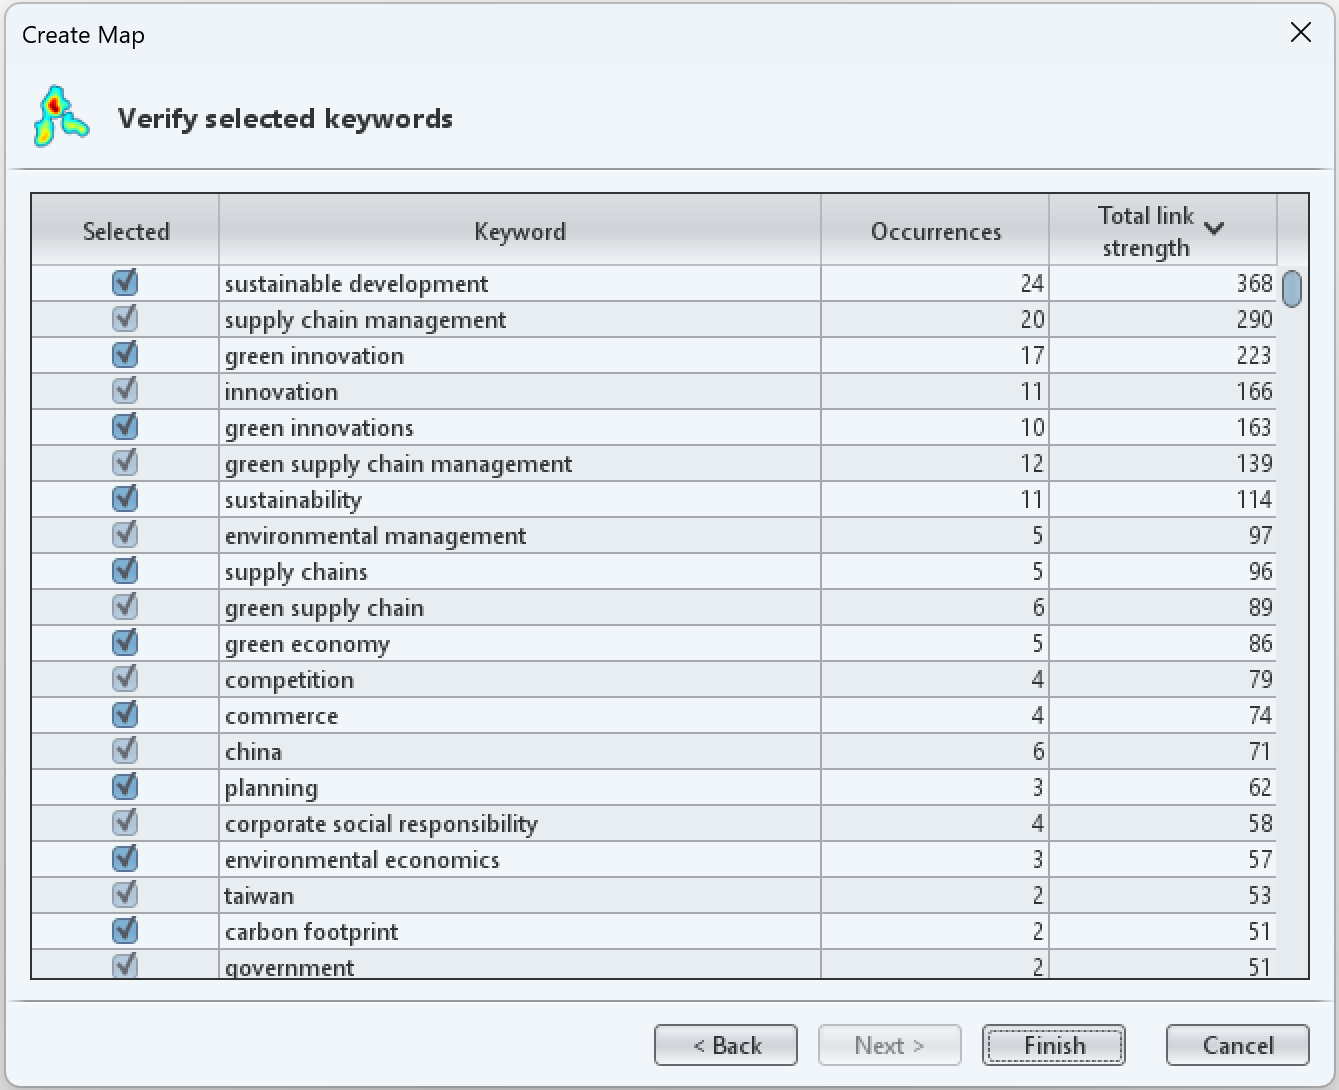 Create Map
Verify selected keywords
Selected Keyword Occurrences Total link strength
sustainable development 24 368
supply chain management 20 290
green innovation 17 223
innovation 11 166
green innovations 10 163
green supply chain management 12 139
sustainability 11 114
environmental management 5 97
supply chains 5 96
green supply chain 6 89
green economy 5 86
competition 4 79
commerce 4 74
china 6 71
planning 3 62
corporate social responsibility 4 58
environmental economics 3 57
taiwan 2 53
carbon footprint 2 51
government 2 51
< Back Next > Finish Cancel